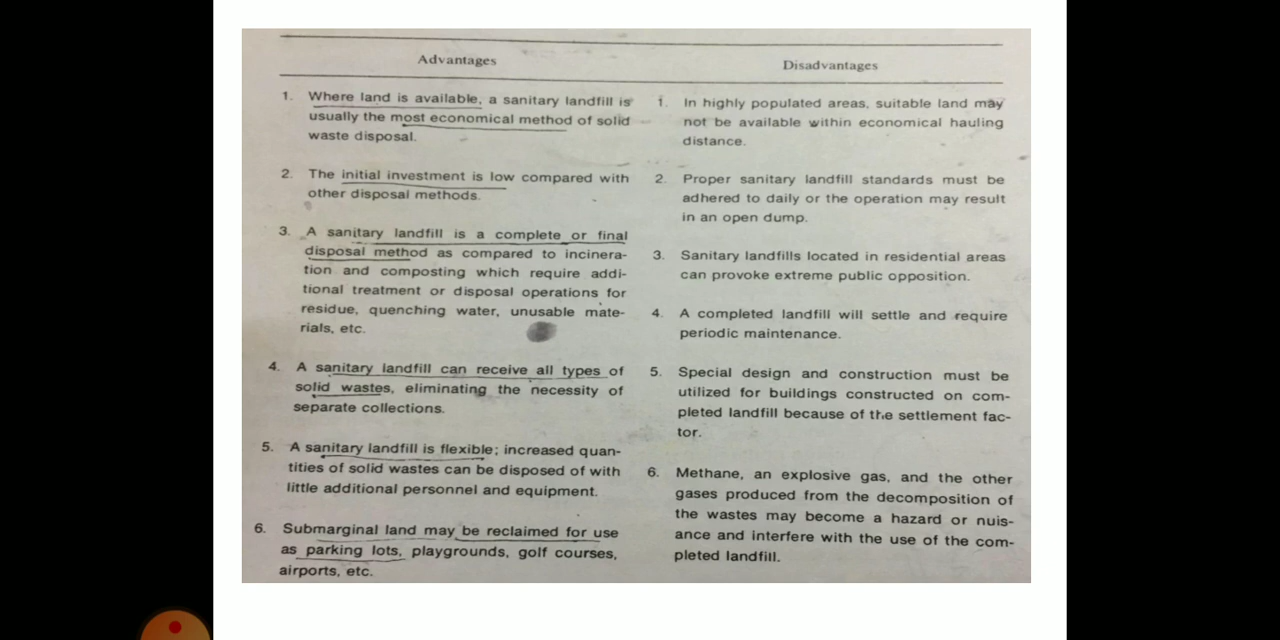 Advantages
1. Where land is available, a sanitary landfill is
usually the most economical method of solid
waste disposal.
2. The initial investment is low compared with
other disposal methods.
3. A sanitary landfill is a complete or final
disposal method as compared to incinera-
tion and composting which require addi-
tional treatment or disposal operations for
residue, quenching water, unusable mate-
rials, etc.
4. A sanitary landfill can receive all types of
solid wastes, eliminating the necessity of
separate collections.
5. A sanitary landfill is flexible; increased quan-
tities of solid wastes can be disposed of with
little additional personnel and equipment.
6. Submarginal land may be reclaimed for use
as parking lots, playgrounds, golf courses,
airports, etc.
Disadvantages
1. In highly populated areas, suitable land may
not be available within economical hauling
distance.
2. Proper sanitary landfill standards must be
adhered to daily or the operation may result
in an open dump.
3. Sanitary landfills located in residential areas
can provoke extreme public opposition.
4. A completed landfill will settle and require
periodic maintenance.
5. Special design and construction must be
utilized for buildings constructed on com-
pleted landfill because of the settlement fac-
tor.
6. Methane, an explosive gas, and the other
gases produced from the decomposition of
the wastes may become a hazard or nuis-
ance and interfere with the use of the com-
pleted landfill.